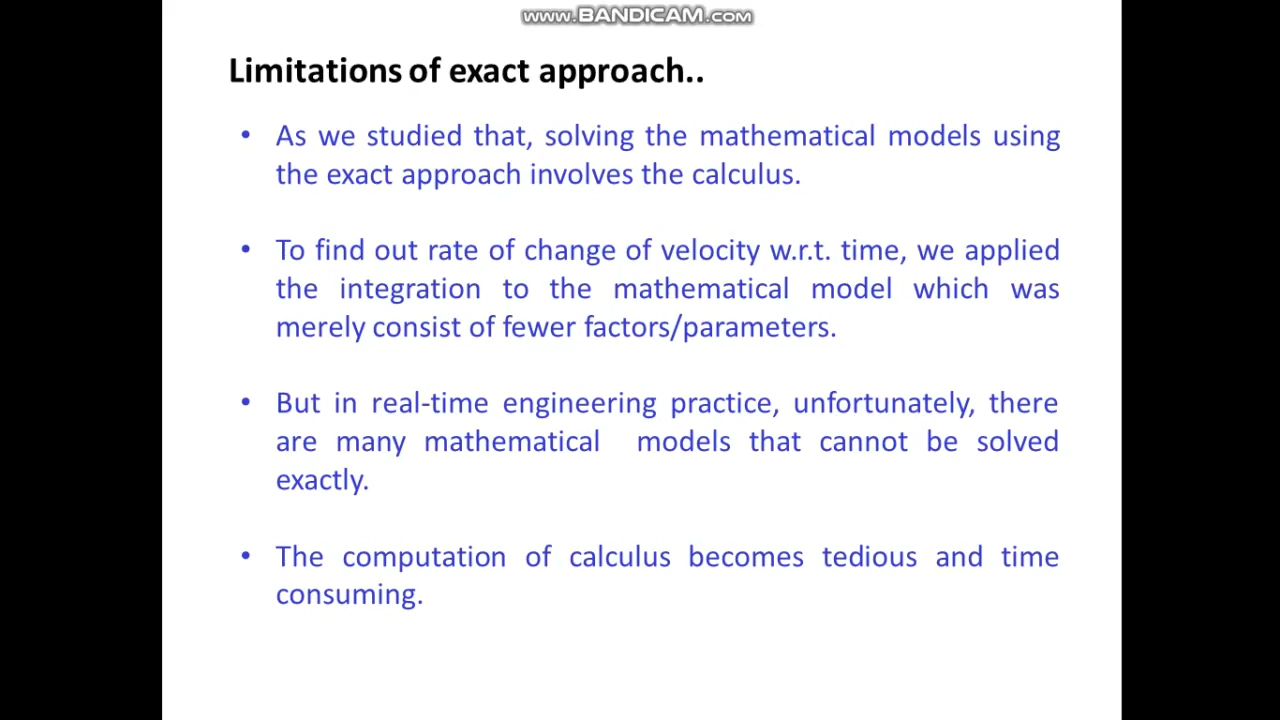 www.BANDICAM.com
Limitations of exact approach..
• As we studied that, solving the mathematical models using
the exact approach involves the calculus.
• To find out rate of change of velocity w.r.t. time, we applied
the integration to the mathematical model which was
merely consist of fewer factors/parameters.
• But in real-time engineering practice, unfortunately, there
are many mathematical models that cannot be solved
exactly.
• The computation of calculus becomes tedious and time
consuming.